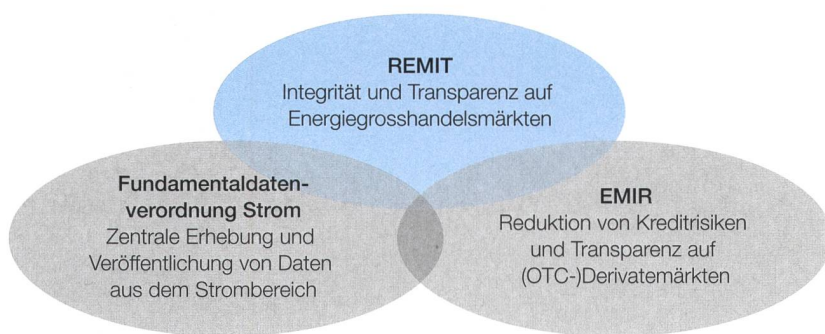 REMIT
Integrität und Transparenz auf
Energiegrosshandelsmärkten
Fundamentaldaten-
verordnung Strom
Zentrale Erhebung und
Veröffentlichung von Daten
aus dem Strombereich
EMIR
Reduktion von Kreditrisiken
und Transparenz auf
(OTC-)Derivatemärkten